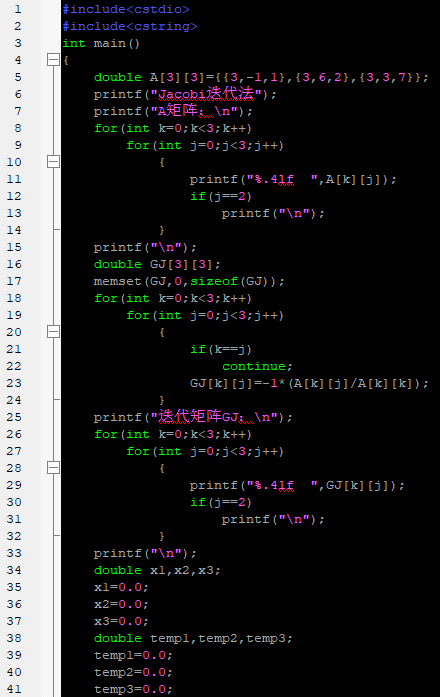 1 #include<cstdio>
2 #include<cstring>
3 int main()
4 {
5 double A[3][3]={{3,-1,1},{3,6,2},{3,3,7}};
6 printf("Jacobi迭代法");
7 printf("A矩阵：\n");
8 for(int k=0;k<3;k++)
9 for(int j=0;j<3;j++)
10 {
11 printf("%.4lf  ",A[k][j]);
12 if(j==2)
13 printf("\n");
14 }
15 printf("\n");
16 double GJ[3][3];
17 memset(GJ,0,sizeof(GJ));
18 for(int k=0;k<3;k++)
19 for(int j=0;j<3;j++)
20 {
21 if(k==j)
22 continue;
23 GJ[k][j]=-1*(A[k][j]/A[k][k]);
24 }
25 printf("迭代矩阵GJ：\n");
26 for(int k=0;k<3;k++)
27 for(int j=0;j<3;j++)
28 {
29 printf("%.4lf  ",GJ[k][j]);
30 if(j==2)
31 printf("\n");
32 }
33 printf("\n");
34 double x1,x2,x3;
35 x1=0.0;
36 x2=0.0;
37 x3=0.0;
38 double temp1,temp2,temp3;
39 temp1=0.0;
40 temp2=0.0;
41 temp3=0.0;